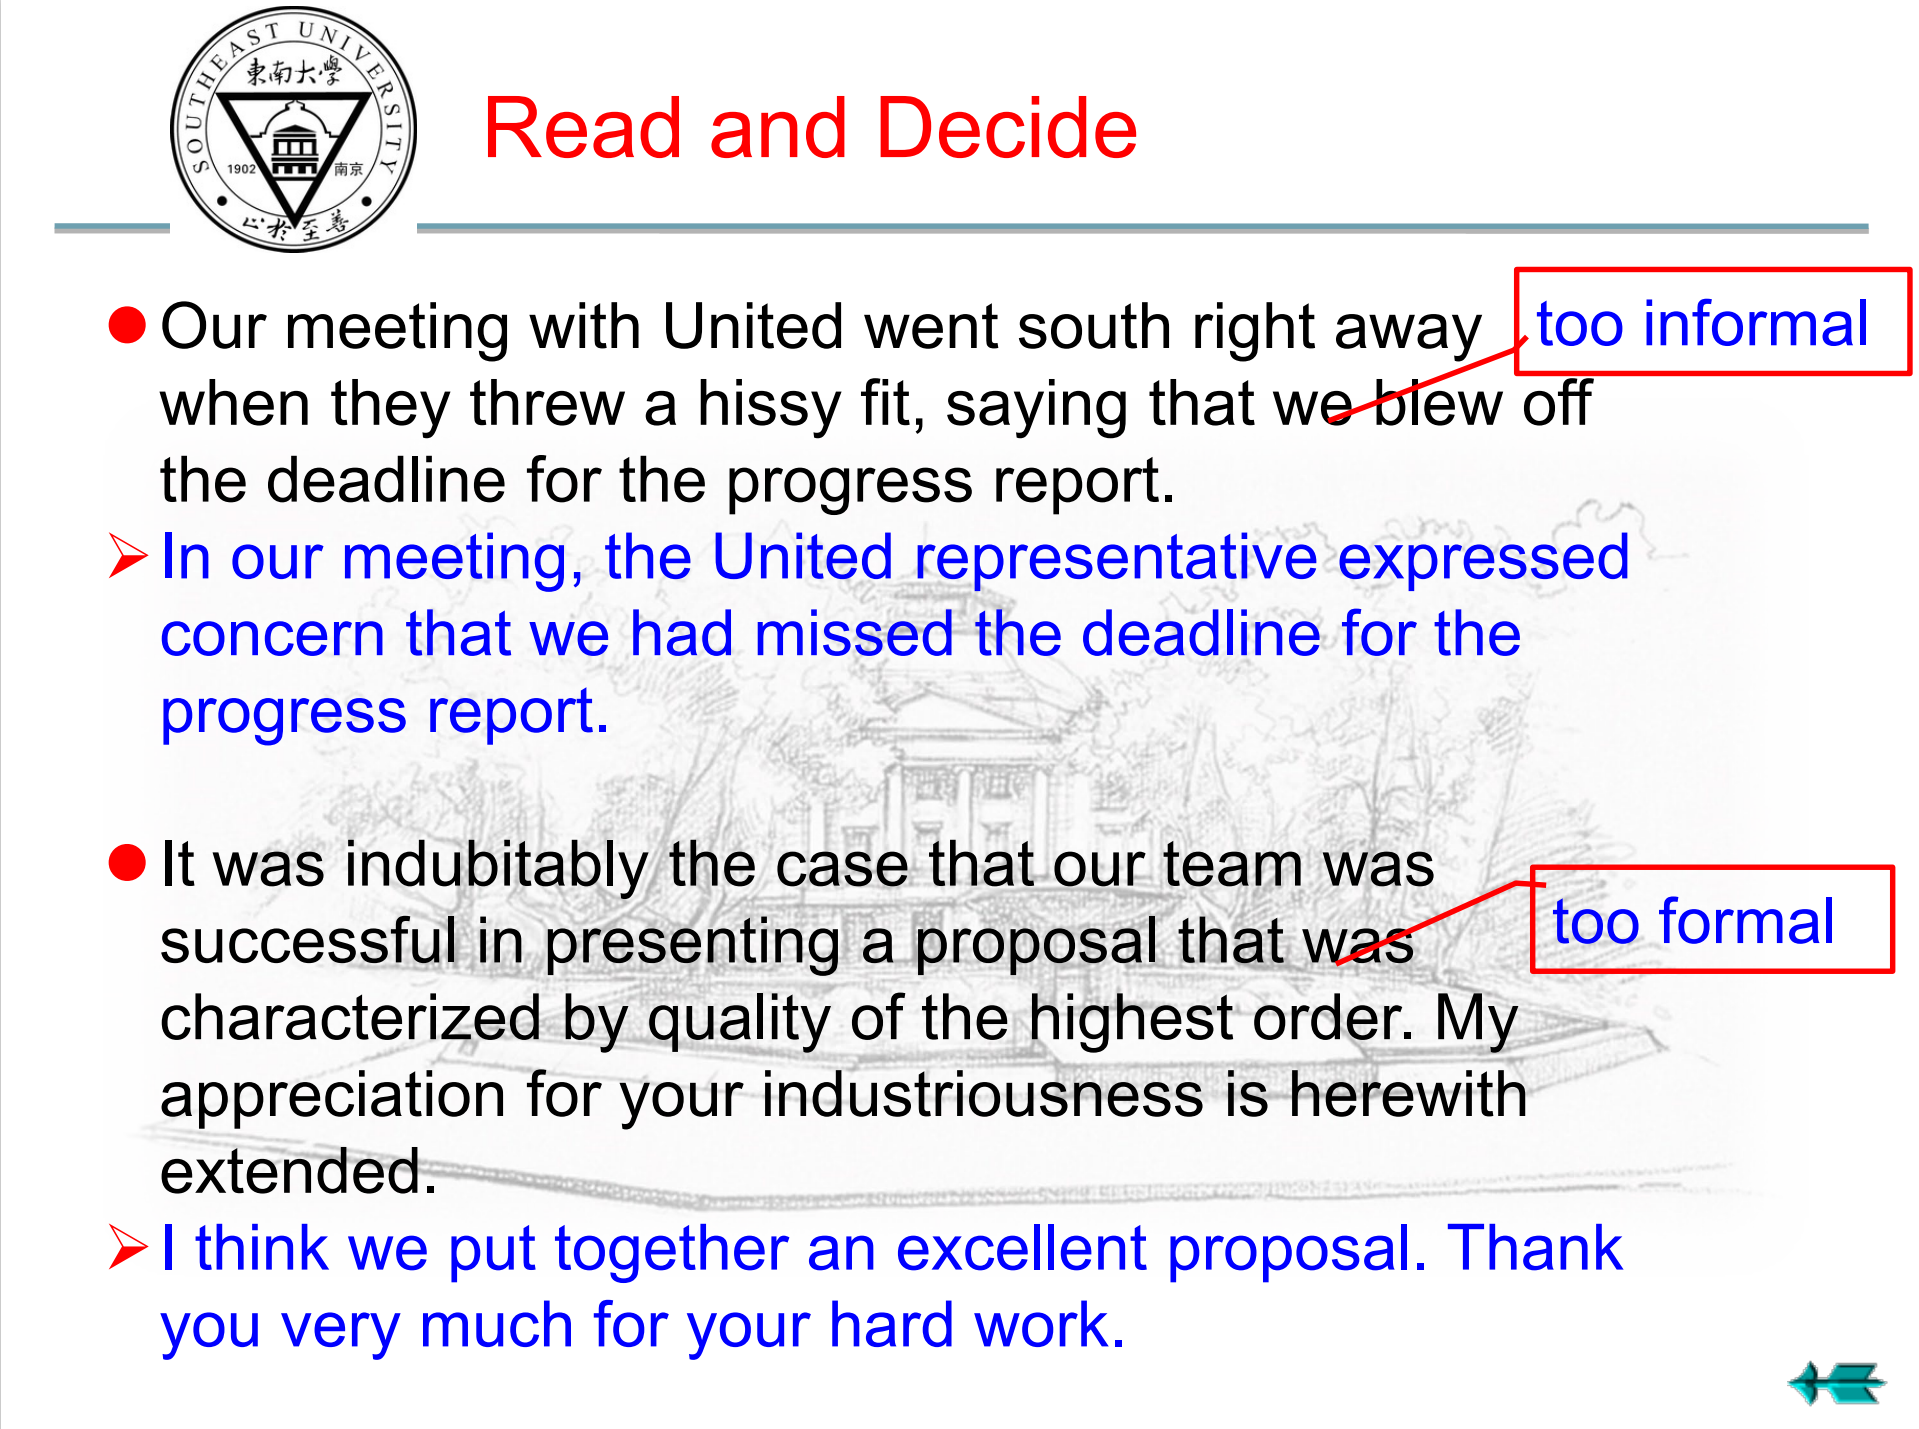 SOUTHEAST UNIVERSITY
東南大學
1902
南京
止於至善
Read and Decide
Our meeting with United went south right away
too informal
when they threw a hissy fit, saying that we blew off
the deadline for the progress report.
In our meeting, the United representative expressed
concern that we had missed the deadline for the
progress report.
It was indubitably the case that our team was
successful in presenting a proposal that was
too formal
characterized by quality of the highest order. My
appreciation for your industriousness is herewith
extended.
I think we put together an excellent proposal. Thank
you very much for your hard work.